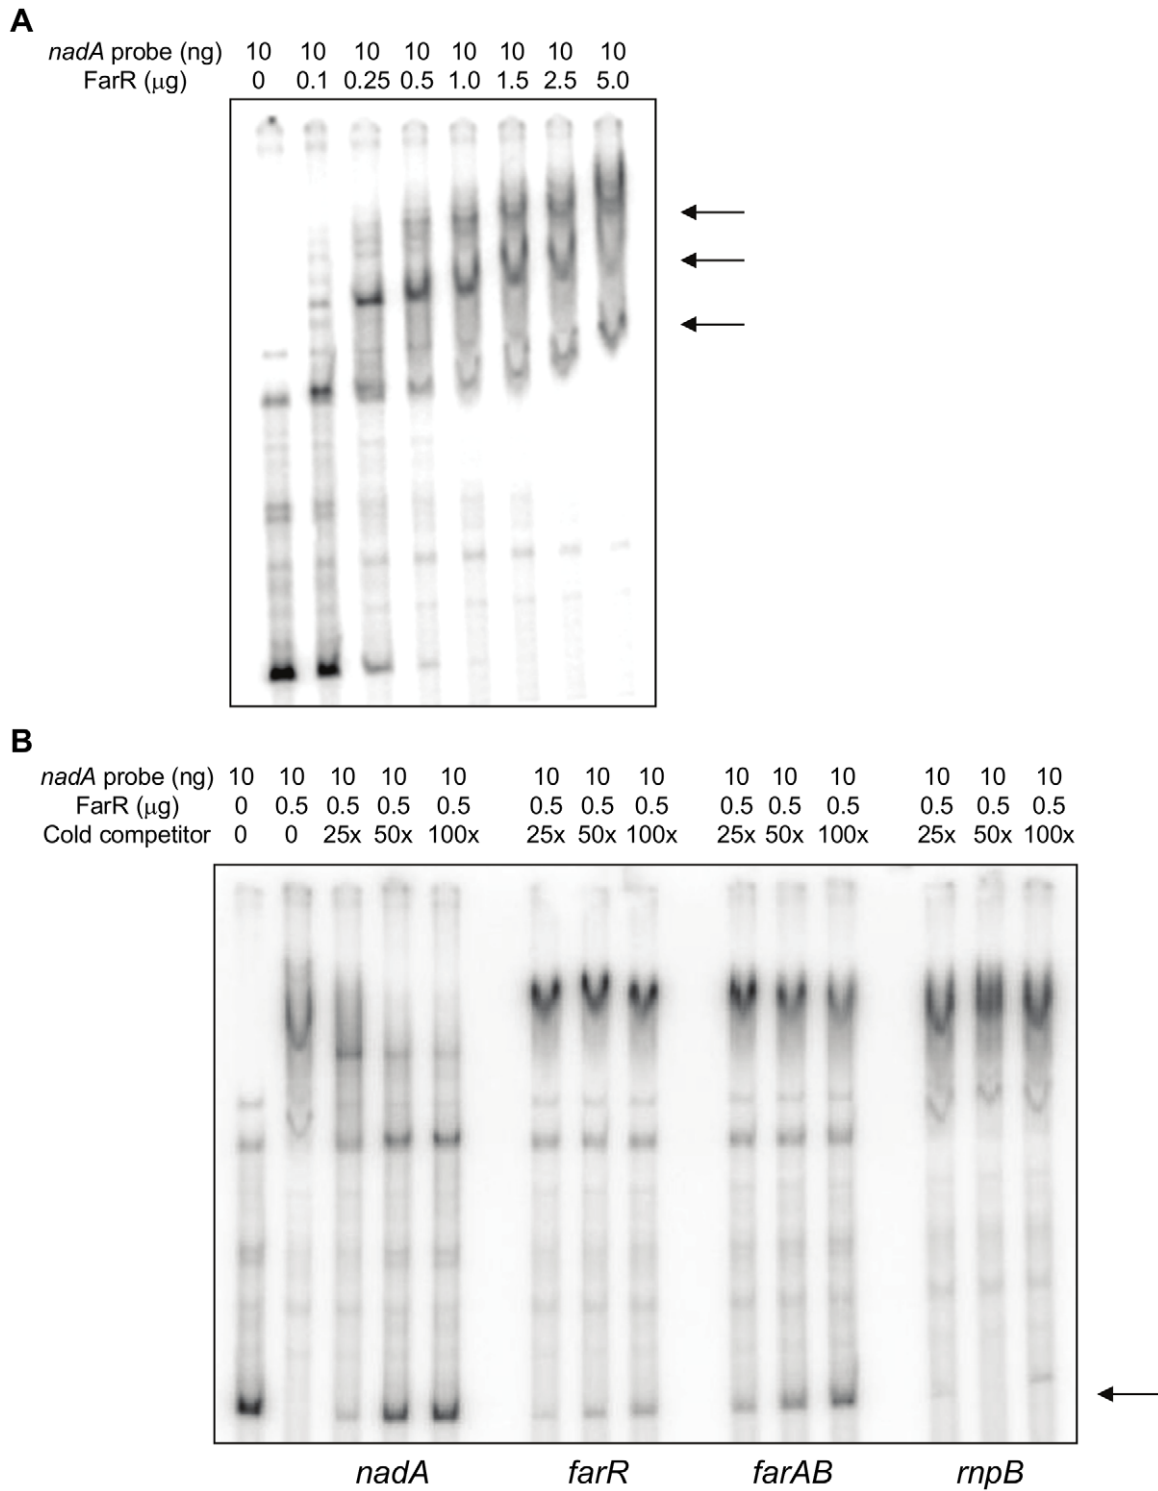 A
nadA probe (ng) 10 10 10 10 10 10 10 10
FarR (µg) 0 0.1 0.25 0.5 1.0 1.5 2.5 5.0
B
nadA probe (ng) 10 10 10 10 10 10 10 10 10 10 10 10 10 10
FarR (µg) 0 0.5 0.5 0.5 0.5 0.5 0.5 0.5 0.5 0.5 0.5 0.5 0.5 0.5
Cold competitor 0 0 25x 50x 100x 25x 50x 100x 25x 50x 100x 25x 50x 100x
nadA farR farAB rnpB